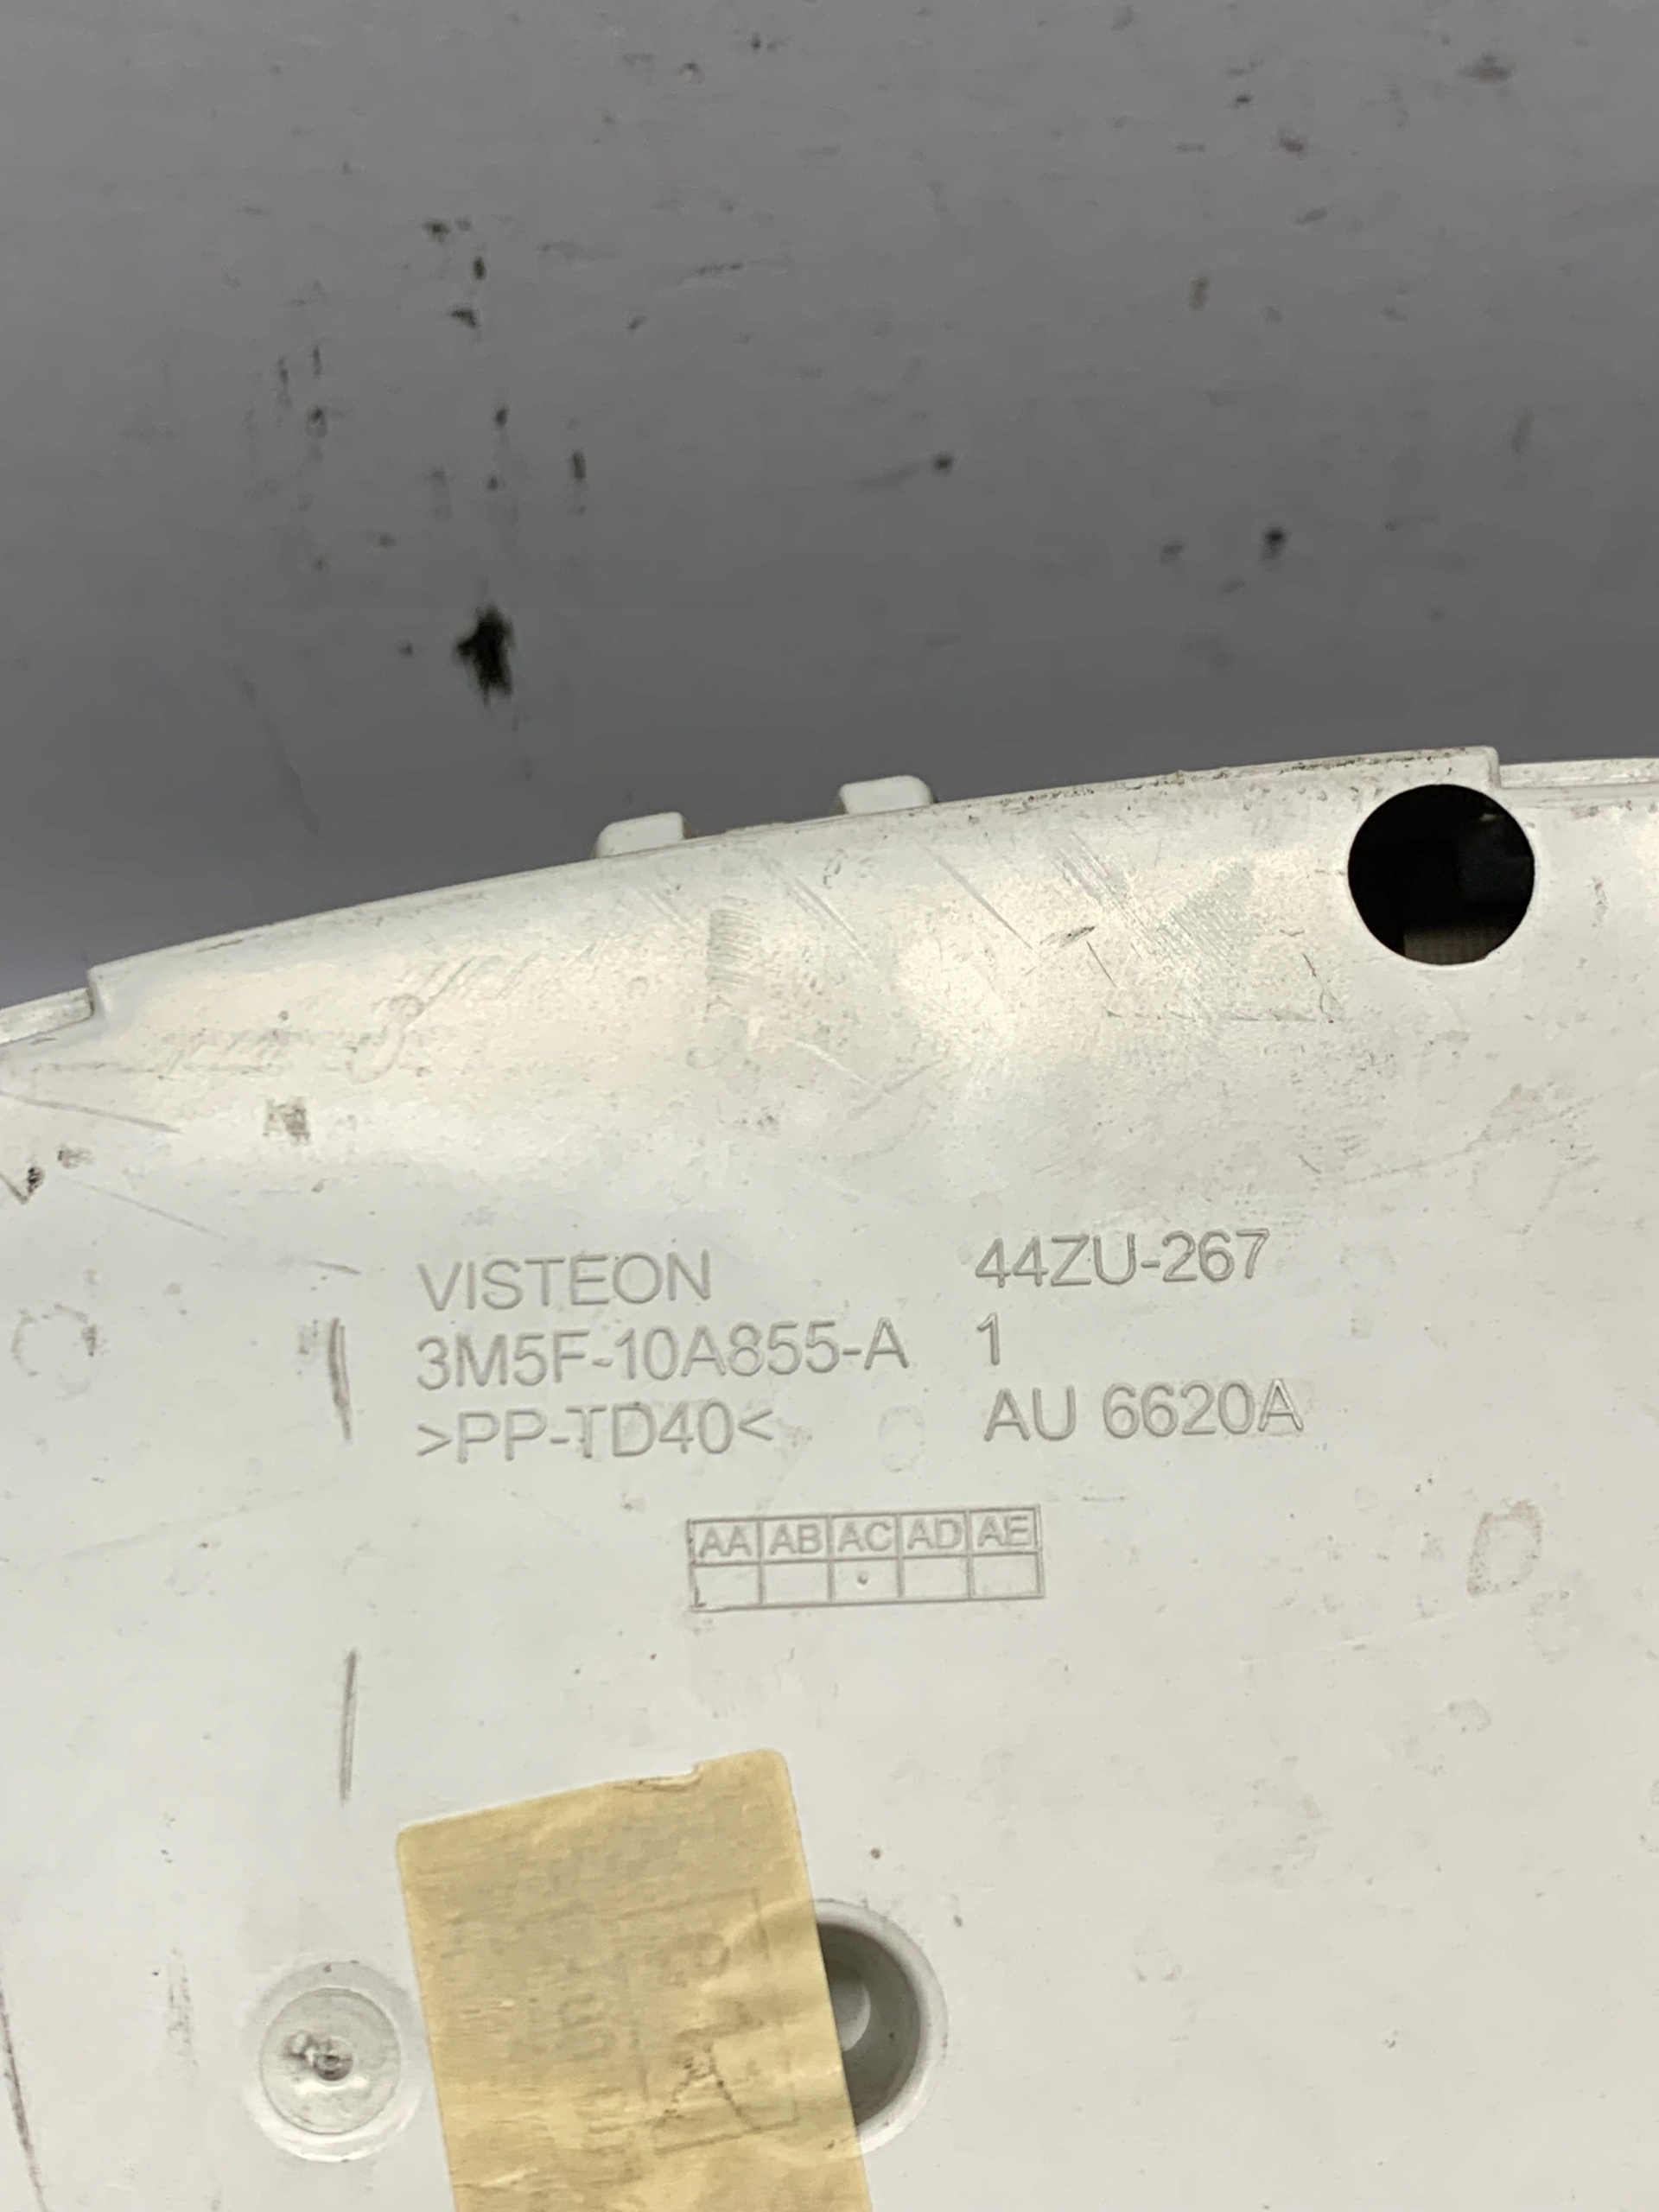 VISTEON 44ZU-267
3M5F-10A855-A 1
>PP-TD40< AU 6620A
AA AB AC AD AE